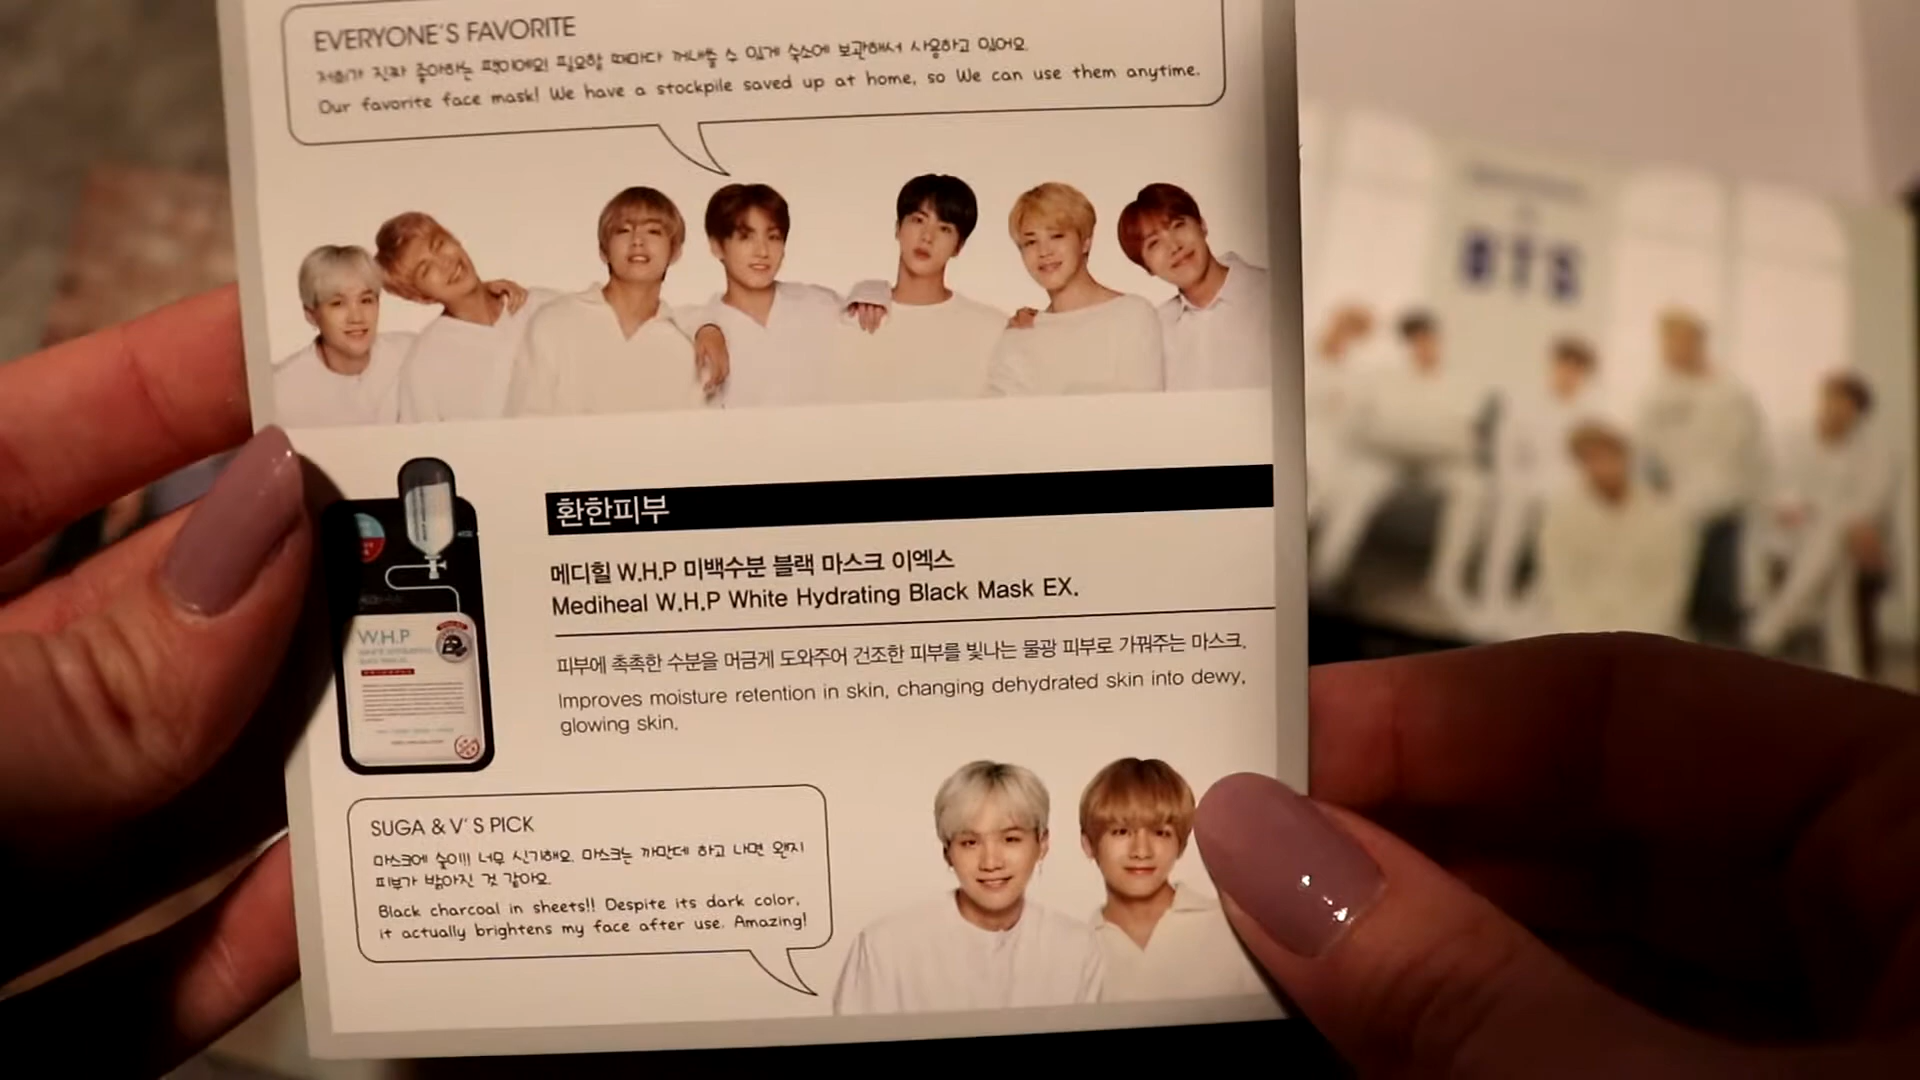 EVERYONE'S FAVORITE
저희가 진짜 좋아하는 팩이에요! 필요할 때마다 꺼내쓸 수 있게 숙소에 보관해서 사용하고 있어요.
Our favorite face mask! We have a stockpile saved up at home, so We can use them anytime.
BTS
환한피부
메디힐 W.H.P 미백수분 블랙 마스크 이엑스
Mediheal W.H.P White Hydrating Black Mask EX.
W.H.P
피부에 촉촉한 수분을 머금게 도와주어 건조한 피부를 빛나는 물광 피부로 가꿔주는 마스크.
Improves moisture retention in skin, changing dehydrated skin into dewy,
glowing skin.
SUGA & V' S PICK
마스크에 숯이!!! 너무 신기해요. 마스크는 까만데 하고 나면 왠지
피부가 밝아진 것 같아요.
Black charcoal in sheets!! Despite its dark color,
it actually brightens my face after use. Amazing!